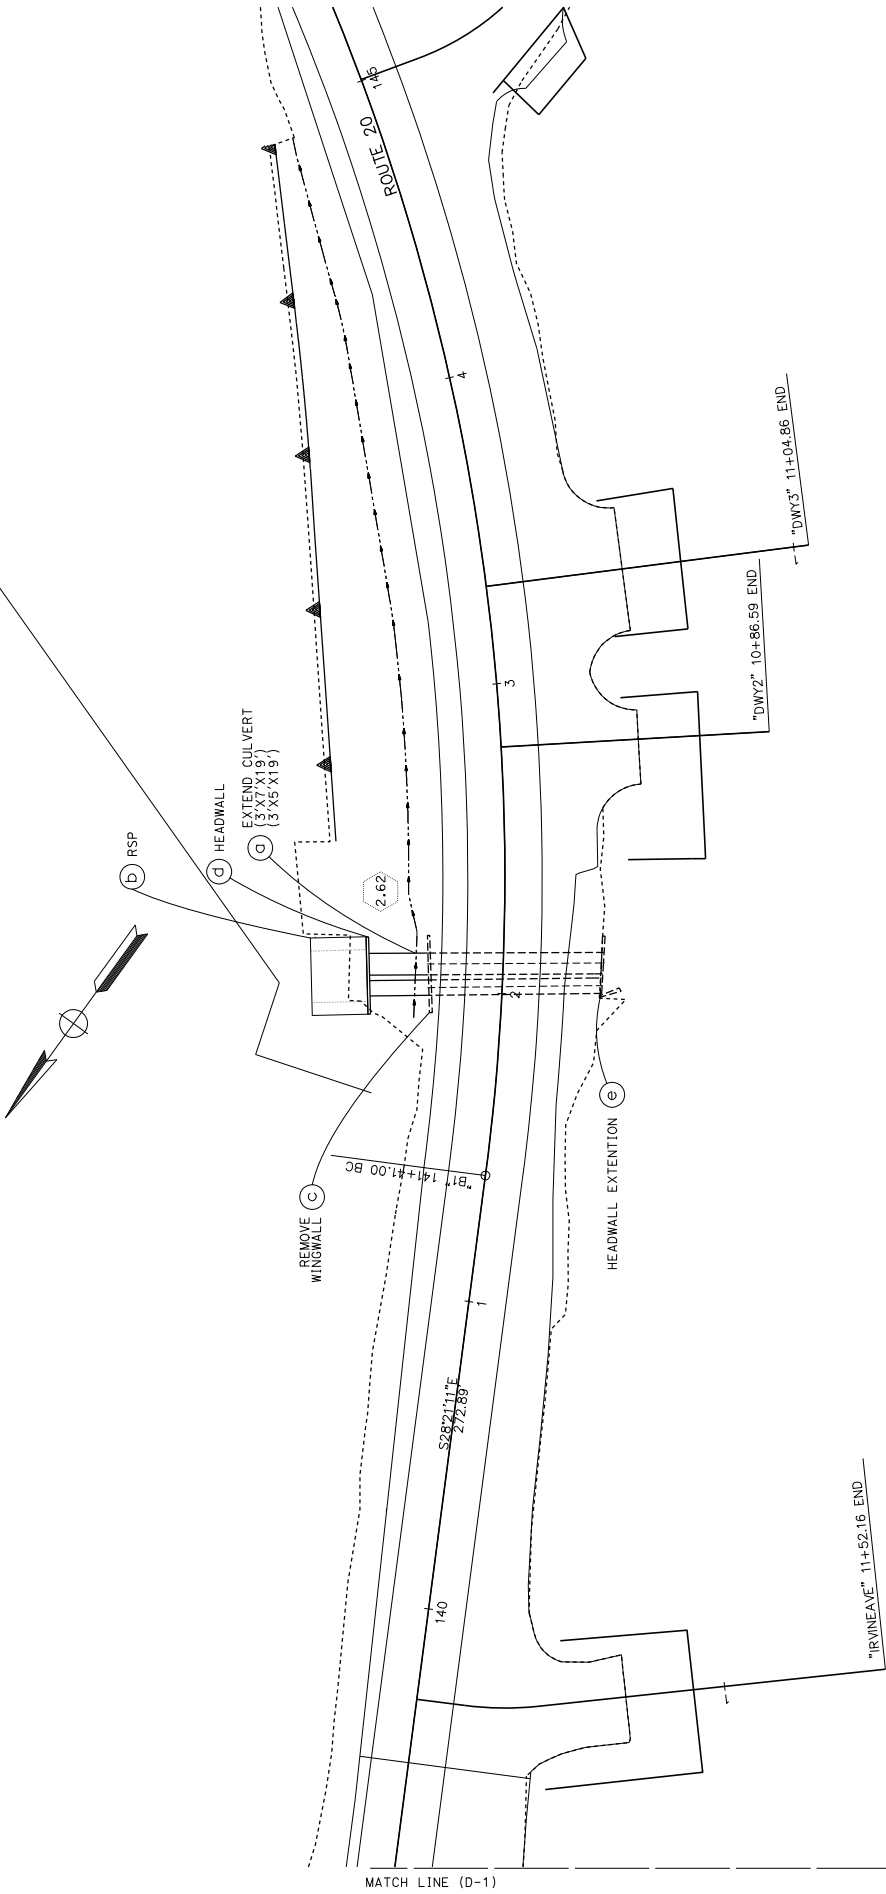 145
ROUTE 20
4
"DWY3" 11+04.86 END
1
3
"DWY2" 10+86.59 END
b RSP
d HEADWALL
a EXTEND CULVERT
(3'X7'X19')
(3'X5'X19')
2.62
2
HEADWALL EXTENTION e
"B1" 141+41.00 BC
REMOVE
WINGWALL c
1
S28°21'11"E
272.89'
140
"IRVINEAVE" 11+52.16 END
1
MATCH LINE (D-1)